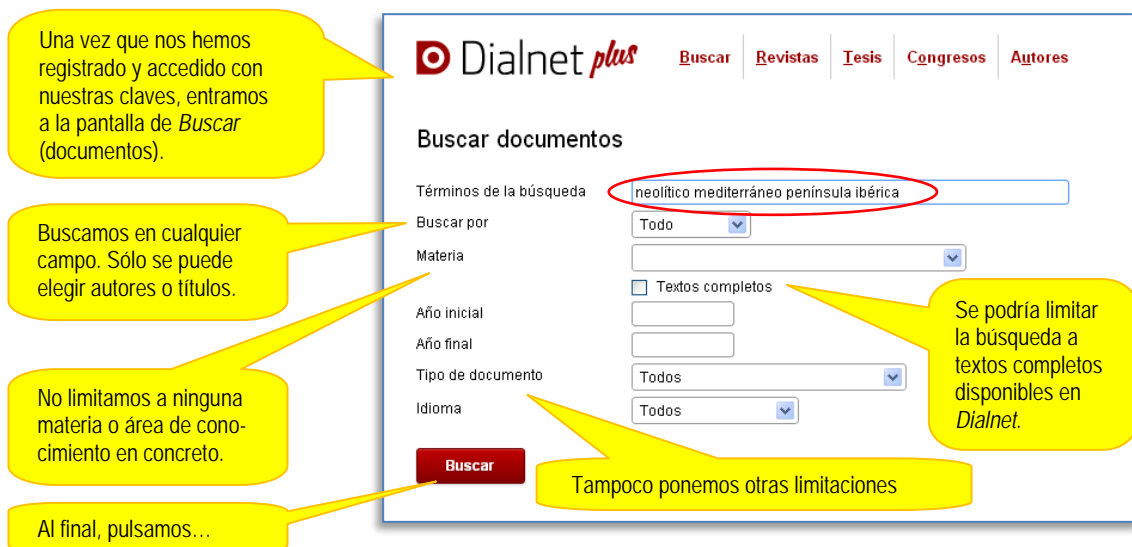 Una vez que nos hemos
registrado y accedido con
nuestras claves, entramos
a la pantalla de Buscar
(documentos).
Dialnet plus
Buscar Revistas Tesis Congresos Autores
Buscar documentos
Términos de la búsqueda neolítico mediterráneo península ibérica
Buscar por Todo
Materia
Textos completos
Año inicial
Año final
Tipo de documento Todos
Idioma Todos
Buscar
Buscamos en cualquier
campo. Sólo se puede
elegir autores o títulos.
Se podría limitar
la búsqueda a
textos completos
disponibles en
Dialnet.
No limitamos a ninguna
materia o área de cono-
cimiento en concreto.
Tampoco ponemos otras limitaciones
Al final, pulsamos…